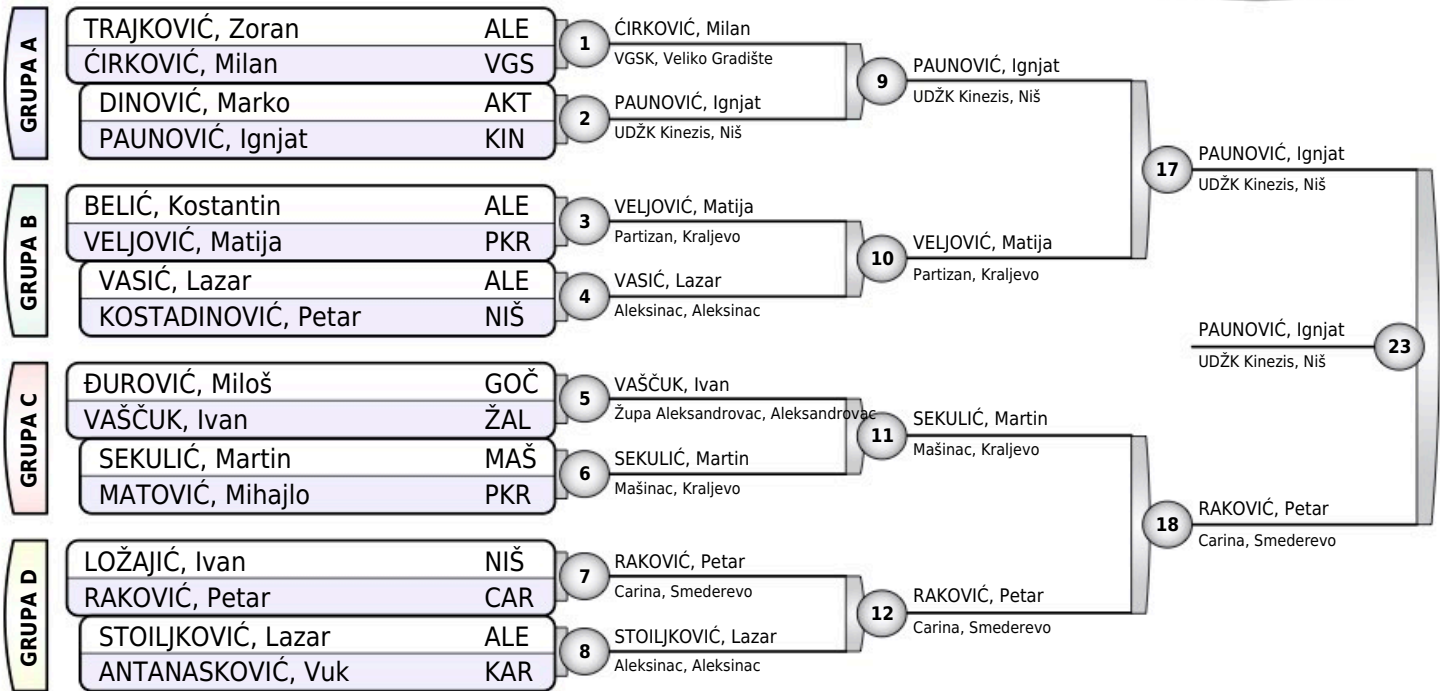 GRUPA A
TRAJKOVIĆ, Zoran ALE
ĆIRKOVIĆ, Milan VGS
DINOVIĆ, Marko AKT
PAUNOVIĆ, Ignjat KIN
GRUPA B
BELIĆ, Kostantin ALE
VELJOVIĆ, Matija PKR
VASIĆ, Lazar ALE
KOSTADINOVIĆ, Petar NIŠ
GRUPA C
ĐUROVIĆ, Miloš GOČ
VAŠČUK, Ivan ŽAL
SEKULIĆ, Martin MAŠ
MATOVIĆ, Mihajlo PKR
GRUPA D
LOŽAJIĆ, Ivan NIŠ
RAKOVIĆ, Petar CAR
STOILJKOVIĆ, Lazar ALE
ANTANASKOVIĆ, Vuk KAR
1
ĆIRKOVIĆ, Milan
VGSK, Veliko Gradište
2
PAUNOVIĆ, Ignjat
UDŽK Kinezis, Niš
3
VELJOVIĆ, Matija
Partizan, Kraljevo
4
VASIĆ, Lazar
Aleksinac, Aleksinac
5
VAŠČUK, Ivan
Župa Aleksandrovac, Aleksandrovac
6
SEKULIĆ, Martin
Mašinac, Kraljevo
7
RAKOVIĆ, Petar
Carina, Smederevo
8
STOILJKOVIĆ, Lazar
Aleksinac, Aleksinac
9
PAUNOVIĆ, Ignjat
UDŽK Kinezis, Niš
10
VELJOVIĆ, Matija
Partizan, Kraljevo
11
SEKULIĆ, Martin
Mašinac, Kraljevo
12
RAKOVIĆ, Petar
Carina, Smederevo
17
PAUNOVIĆ, Ignjat
UDŽK Kinezis, Niš
18
RAKOVIĆ, Petar
Carina, Smederevo
PAUNOVIĆ, Ignjat
UDŽK Kinezis, Niš
23